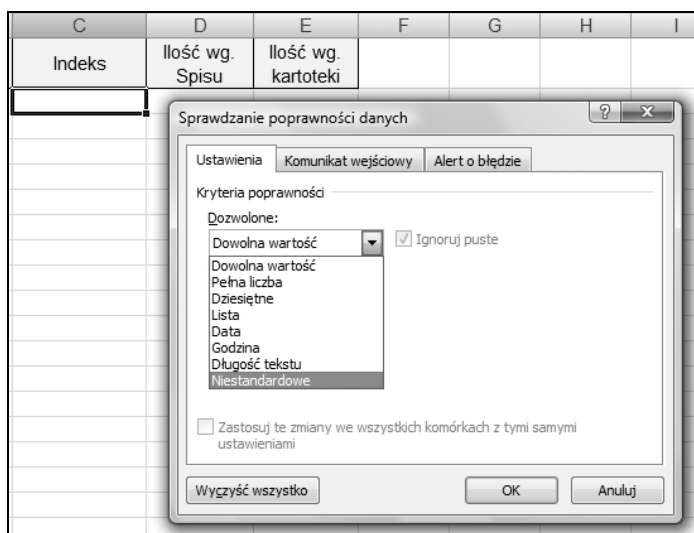 C D E F G H I
Indeks
Ilość wg. Spisu
Ilość wg. kartoteki
Sprawdzanie poprawności danych
?
X
Ustawienia Komunikat wejściowy Alert o błędzie
Kryteria poprawności
Dozwolone:
Dowolna wartość
Ignoruj puste
Dowolna wartość
Pełna liczba
Dziesiętne
Lista
Data
Godzina
Długość tekstu
Niestandardowe
Zastosuj te zmiany we wszystkich komórkach z tymi samymi
ustawieniami
Wyczyść wszystko OK Anuluj